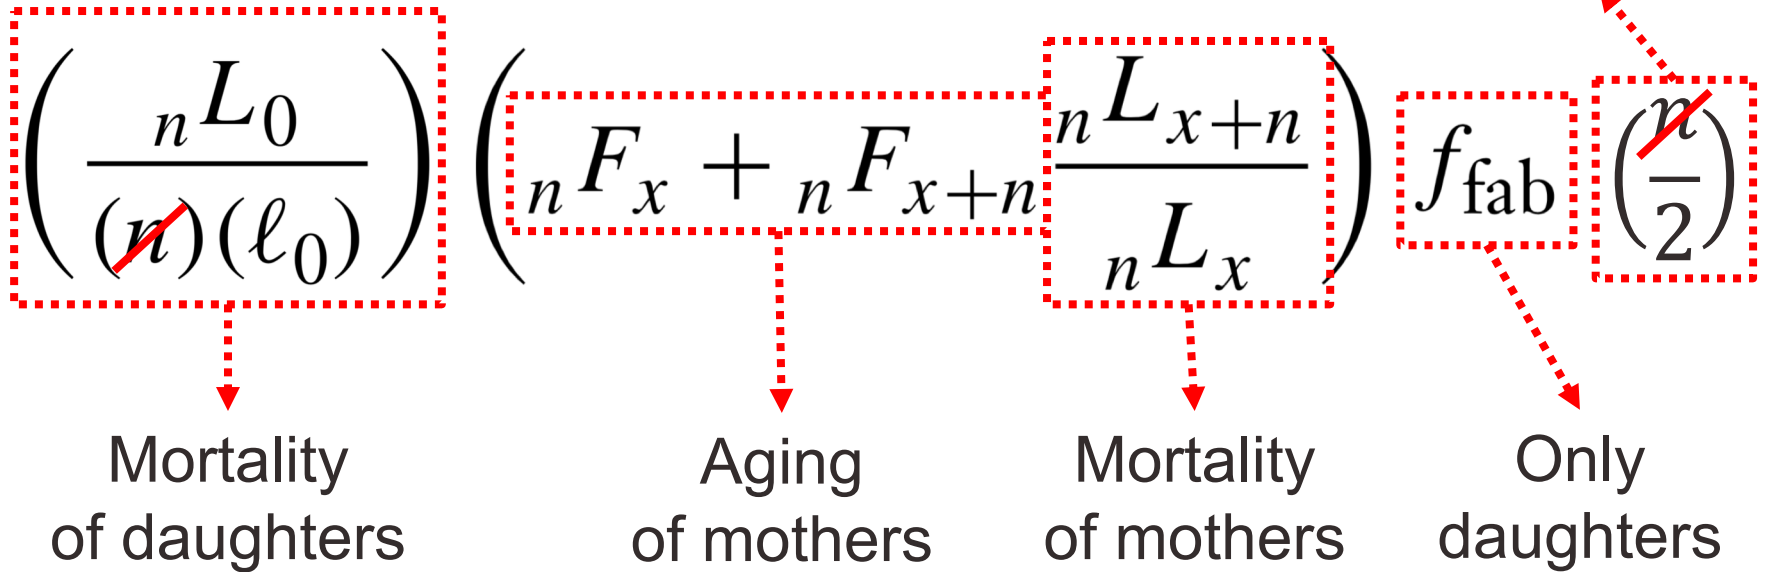 ( nL0 / (n)(ℓ0) ) ( nFx + nFx+n nLx+n / nLx ) ffab (n/2)
Mortality of daughters
Aging of mothers
Mortality of mothers
Only daughters